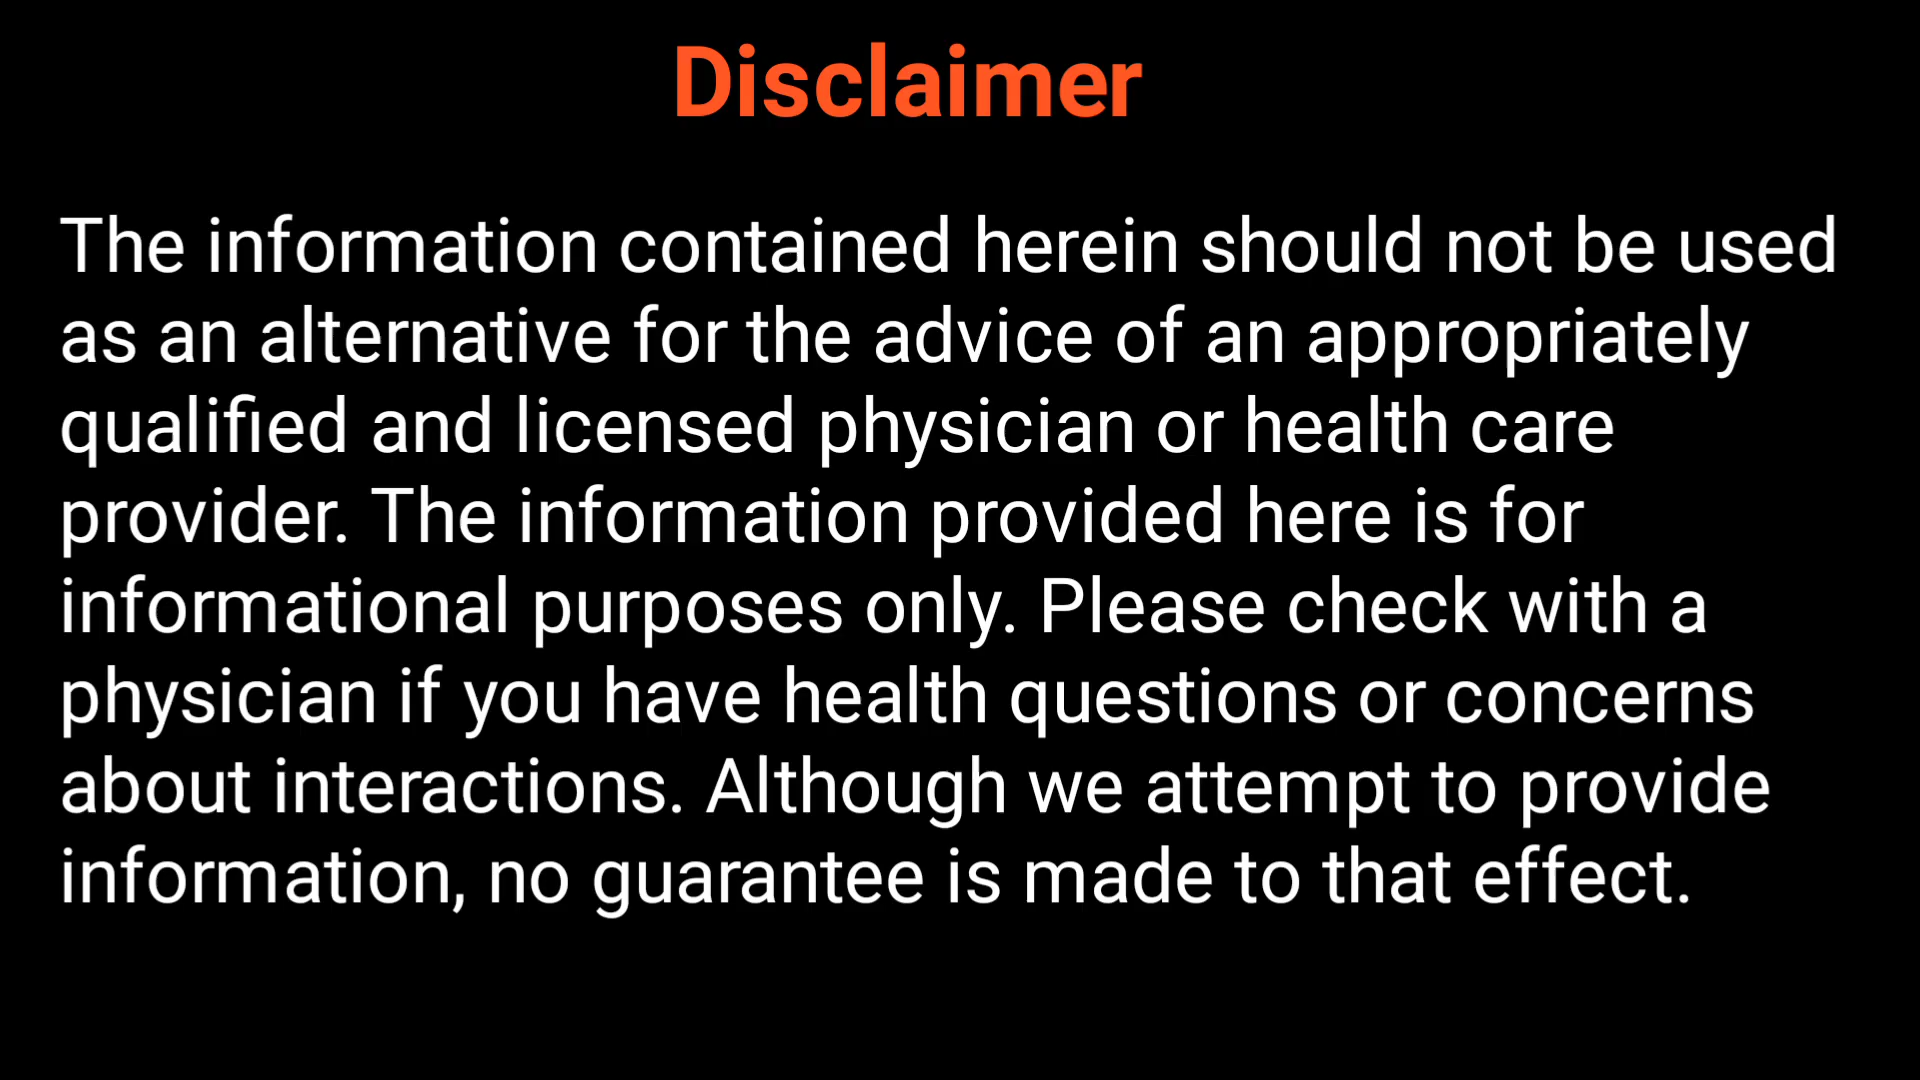 Disclaimer
The information contained herein should not be used
as an alternative for the advice of an appropriately
qualified and licensed physician or health care
provider. The information provided here is for
informational purposes only. Please check with a
physician if you have health questions or concerns
about interactions. Although we attempt to provide
information, no guarantee is made to that effect.